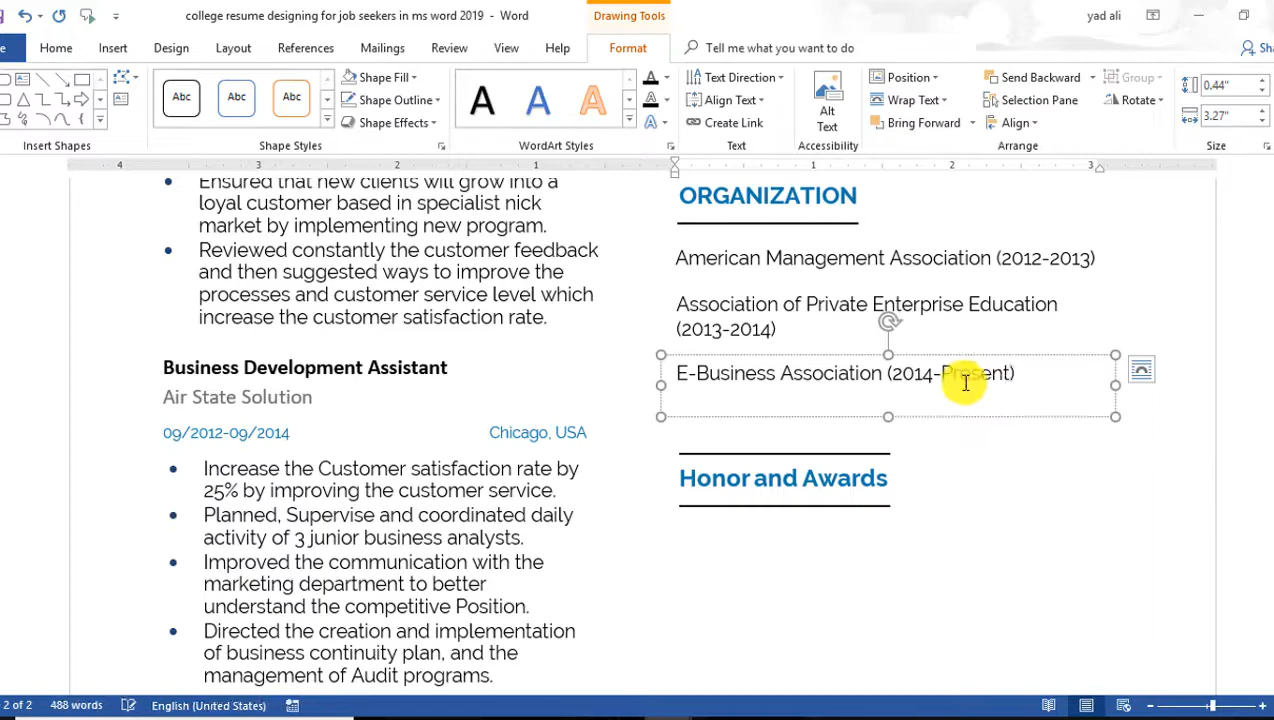 college resume designing for job seekers in ms word 2019 - Word
Drawing Tools
yad ali
Home
Insert
Design
Layout
References
Mailings
Review
View
Help
Format
Tell me what you want to do
Abc
Abc
Abc
Shape Fill
Shape Outline
Shape Effects
A
A
A
Text Direction
Align Text
Create Link
Alt
Text
Position
Wrap Text
Bring Forward
Send Backward
Selection Pane
Align
Group
Rotate
0.44"
3.27"
Insert Shapes
Shape Styles
WordArt Styles
Text
Accessibility
Arrange
Size
4 3 2 1 1 2 3
Ensured that new clients will grow into a
loyal customer based in specialist nick
market by implementing new program.
Reviewed constantly the customer feedback
and then suggested ways to improve the
processes and customer service level which
increase the customer satisfaction rate.
Business Development Assistant
Air State Solution
09/2012-09/2014 Chicago, USA
Increase the Customer satisfaction rate by
25% by improving the customer service.
Planned, Supervise and coordinated daily
activity of 3 junior business analysts.
Improved the communication with the
marketing department to better
understand the competitive Position.
Directed the creation and implementation
of business continuity plan, and the
management of Audit programs.
ORGANIZATION
American Management Association (2012-2013)
Association of Private Enterprise Education
(2013-2014)
E-Business Association (2014-Present)
Honor and Awards
2 of 2
488 words
English (United States)